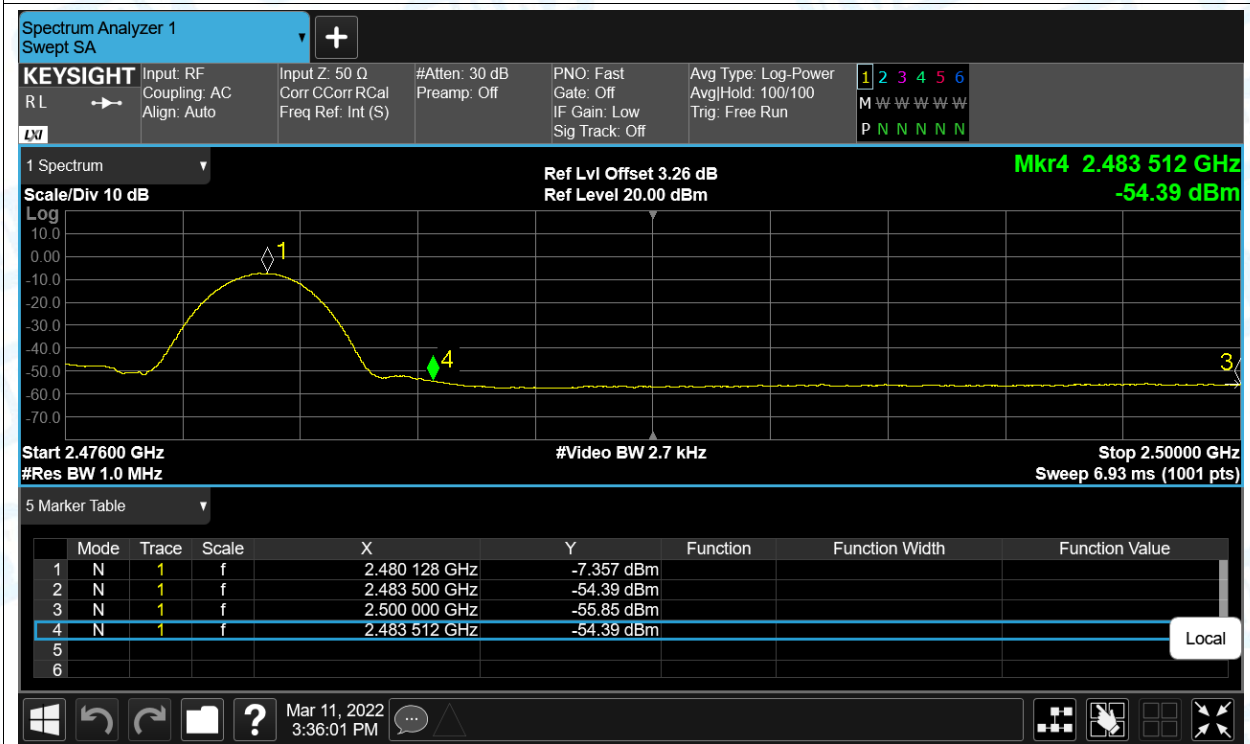 Spectrum Analyzer 1
Swept SA
KEYSIGHT
R L
LXI
Input: RF
Coupling: AC
Align: Auto
Input Z: 50 Ω
Corr CCorr RCal
Freq Ref: Int (S)
#Atten: 30 dB
Preamp: Off
PNO: Fast
Gate: Off
IF Gain: Low
Sig Track: Off
Avg Type: Log-Power
Avg|Hold: 100/100
Trig: Free Run
1 2 3 4 5 6
M W W W W W
P N N N N N
1 Spectrum
Scale/Div 10 dB
Ref Lvl Offset 3.26 dB
Ref Level 20.00 dBm
Mkr4 2.483 512 GHz
-54.39 dBm
Log
10.0
0.00
-10.0
-20.0
-30.0
-40.0
-50.0
-60.0
-70.0
1
4
3
Start 2.47600 GHz
#Video BW 2.7 kHz
Stop 2.50000 GHz
#Res BW 1.0 MHz
Sweep 6.93 ms (1001 pts)
5 Marker Table
Mode Trace Scale X Y Function Function Width Function Value
1 N 1 f 2.480 128 GHz -7.357 dBm
2 N 1 f 2.483 500 GHz -54.39 dBm
3 N 1 f 2.500 000 GHz -55.85 dBm
4 N 1 f 2.483 512 GHz -54.39 dBm
5
6
Local
?
Mar 11, 2022
3:36:01 PM